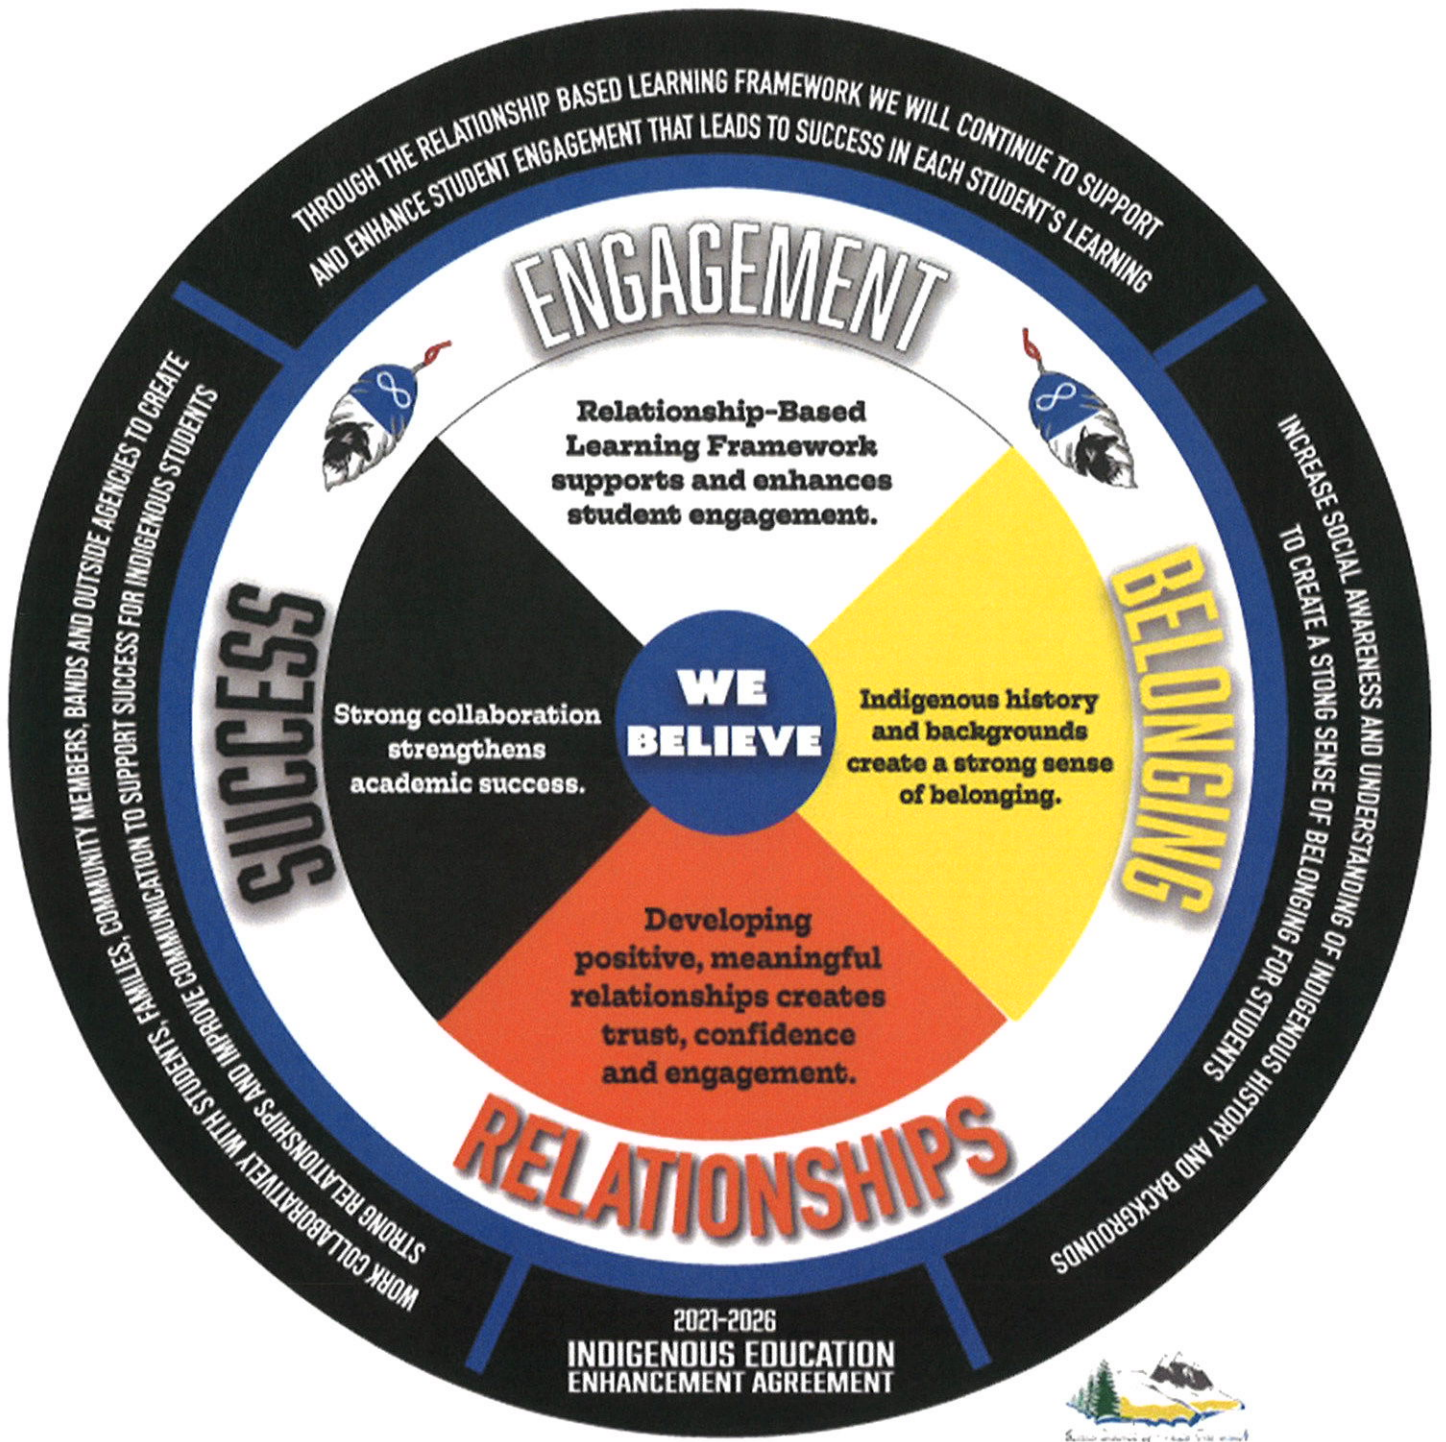 THROUGH THE RELATIONSHIP BASED LEARNING FRAMEWORK WE WILL CONTINUE TO SUPPORT
AND ENHANCE STUDENT ENGAGEMENT THAT LEADS TO SUCCESS IN EACH STUDENT'S LEARNING
INCREASE SOCIAL AWARENESS AND UNDERSTANDING OF INDIGENOUS HISTORY AND BACKGROUNDS
TO CREATE A STONG SENSE OF BELONGING FOR STUDENTS
WORK COLLABORATIVELY WITH STUDENTS, FAMILIES, COMMUNITY MEMBERS, BANDS AND OUTSIDE AGENCIES TO CREATE
STRONG RELATIONSHIPS AND IMPROVE COMMUNICATION TO SUPPORT SUCCESS FOR INDIGENOUS STUDENTS
ENGAGEMENT
Relationship-Based
Learning Framework
supports and enhances
student engagement.
BELONGING
Indigenous history
and backgrounds
create a strong sense
of belonging.
WE
BELIEVE
SUCCESS
Strong collaboration
strengthens
academic success.
Developing
positive, meaningful
relationships creates
trust, confidence
and engagement.
RELATIONSHIPS
2021-2026
INDIGENOUS EDUCATION
ENHANCEMENT AGREEMENT